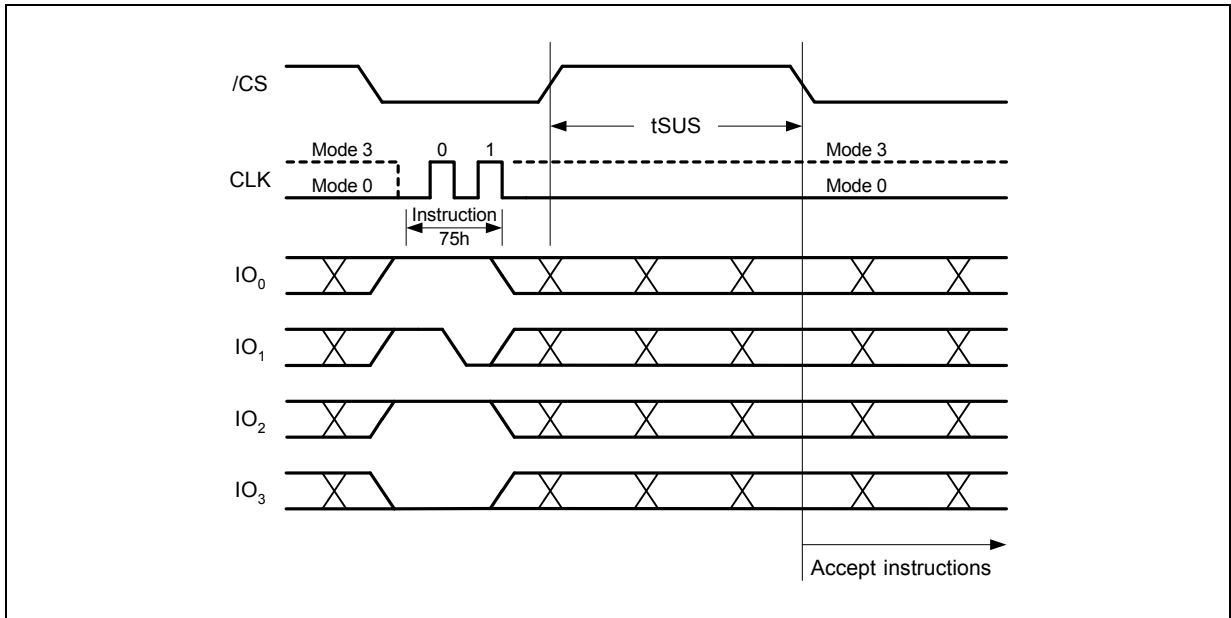 /CS
tSUS
Mode 3 0 1 Mode 3
CLK
Mode 0 Mode 0
Instruction
75h
IO₀
IO₁
IO₂
IO₃
Accept instructions